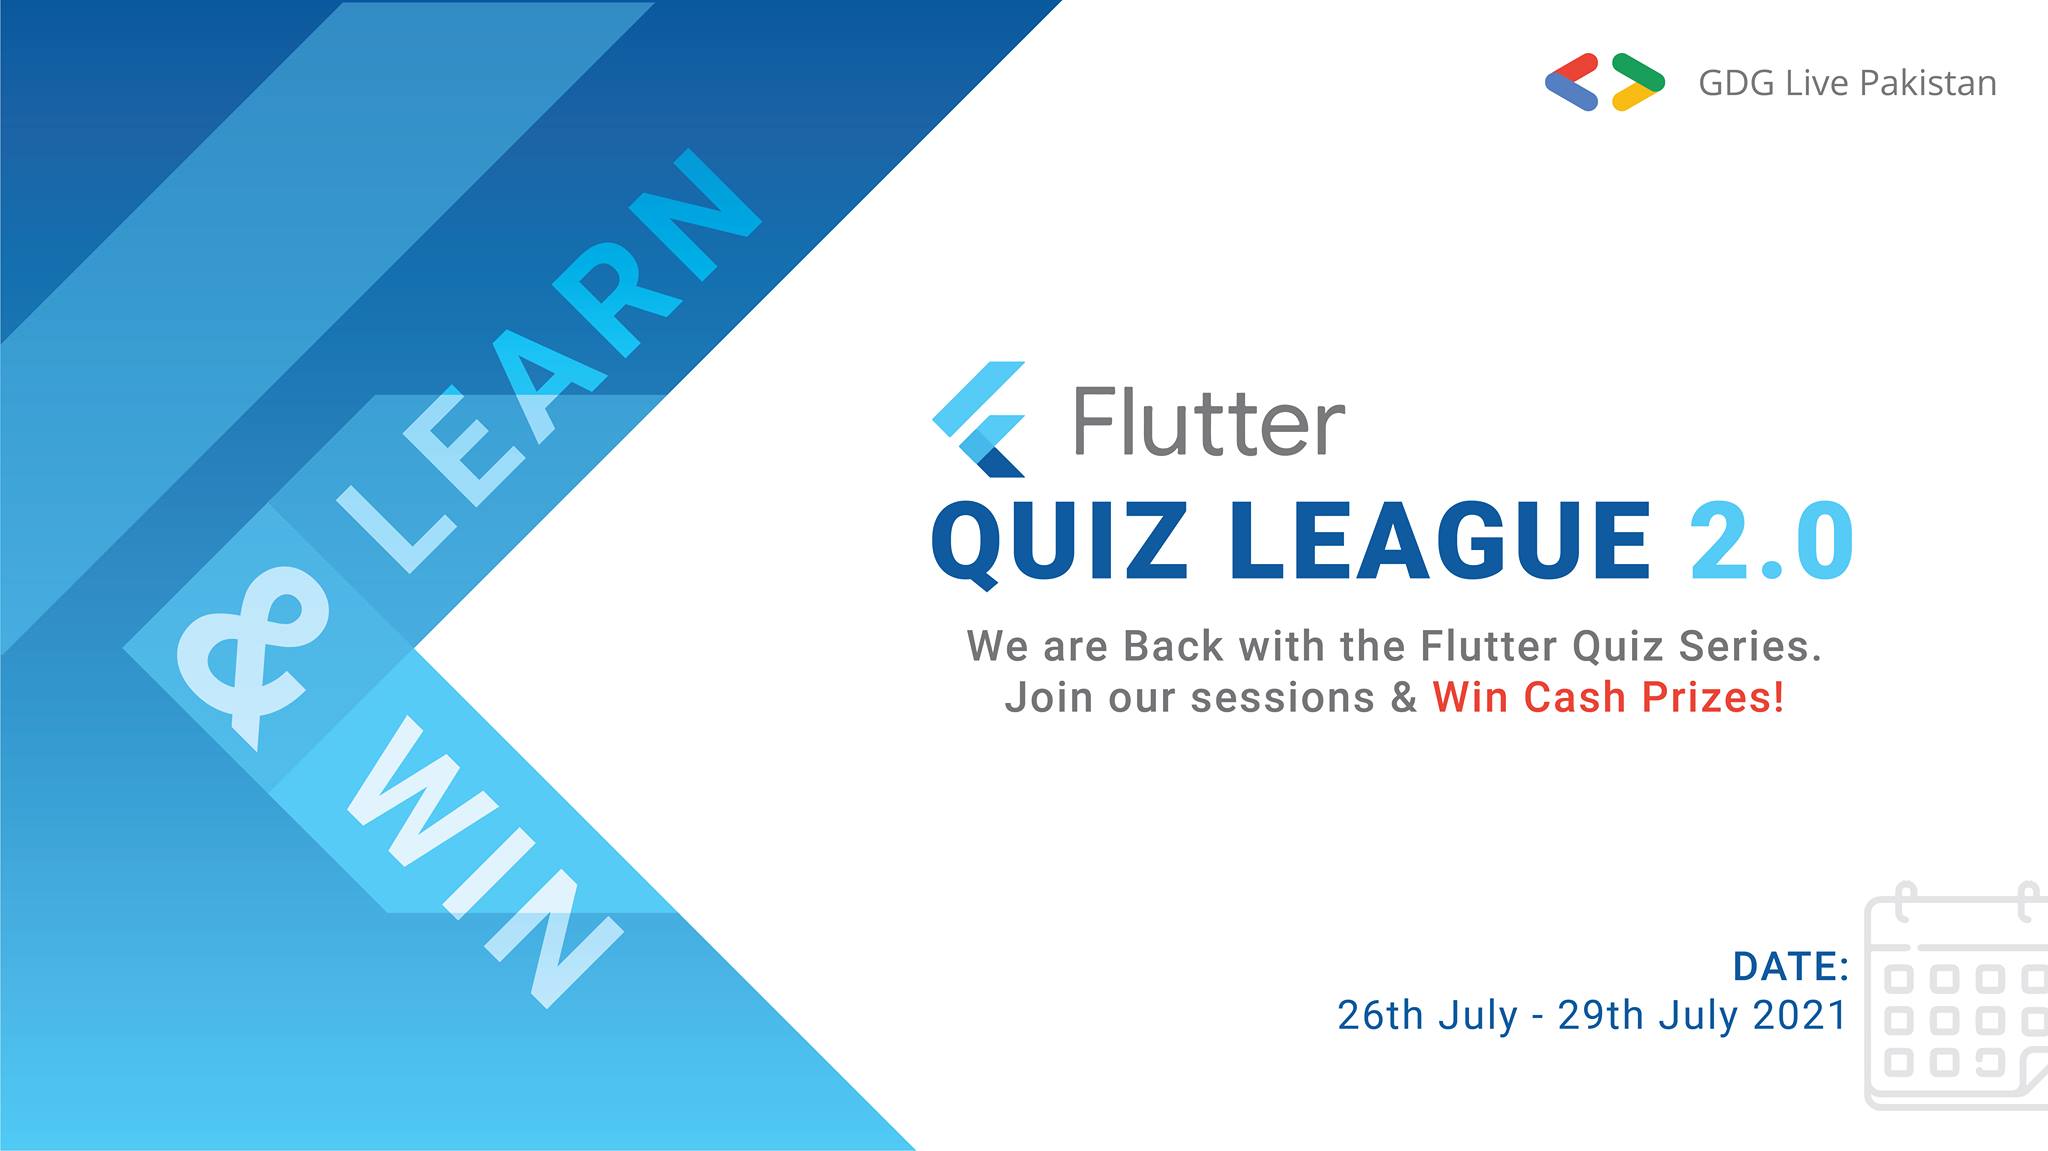 GDG Live Pakistan
LEARN
&
WIN
Flutter
QUIZ LEAGUE 2.0
We are Back with the Flutter Quiz Series.
Join our sessions & Win Cash Prizes!
DATE:
26th July - 29th July 2021